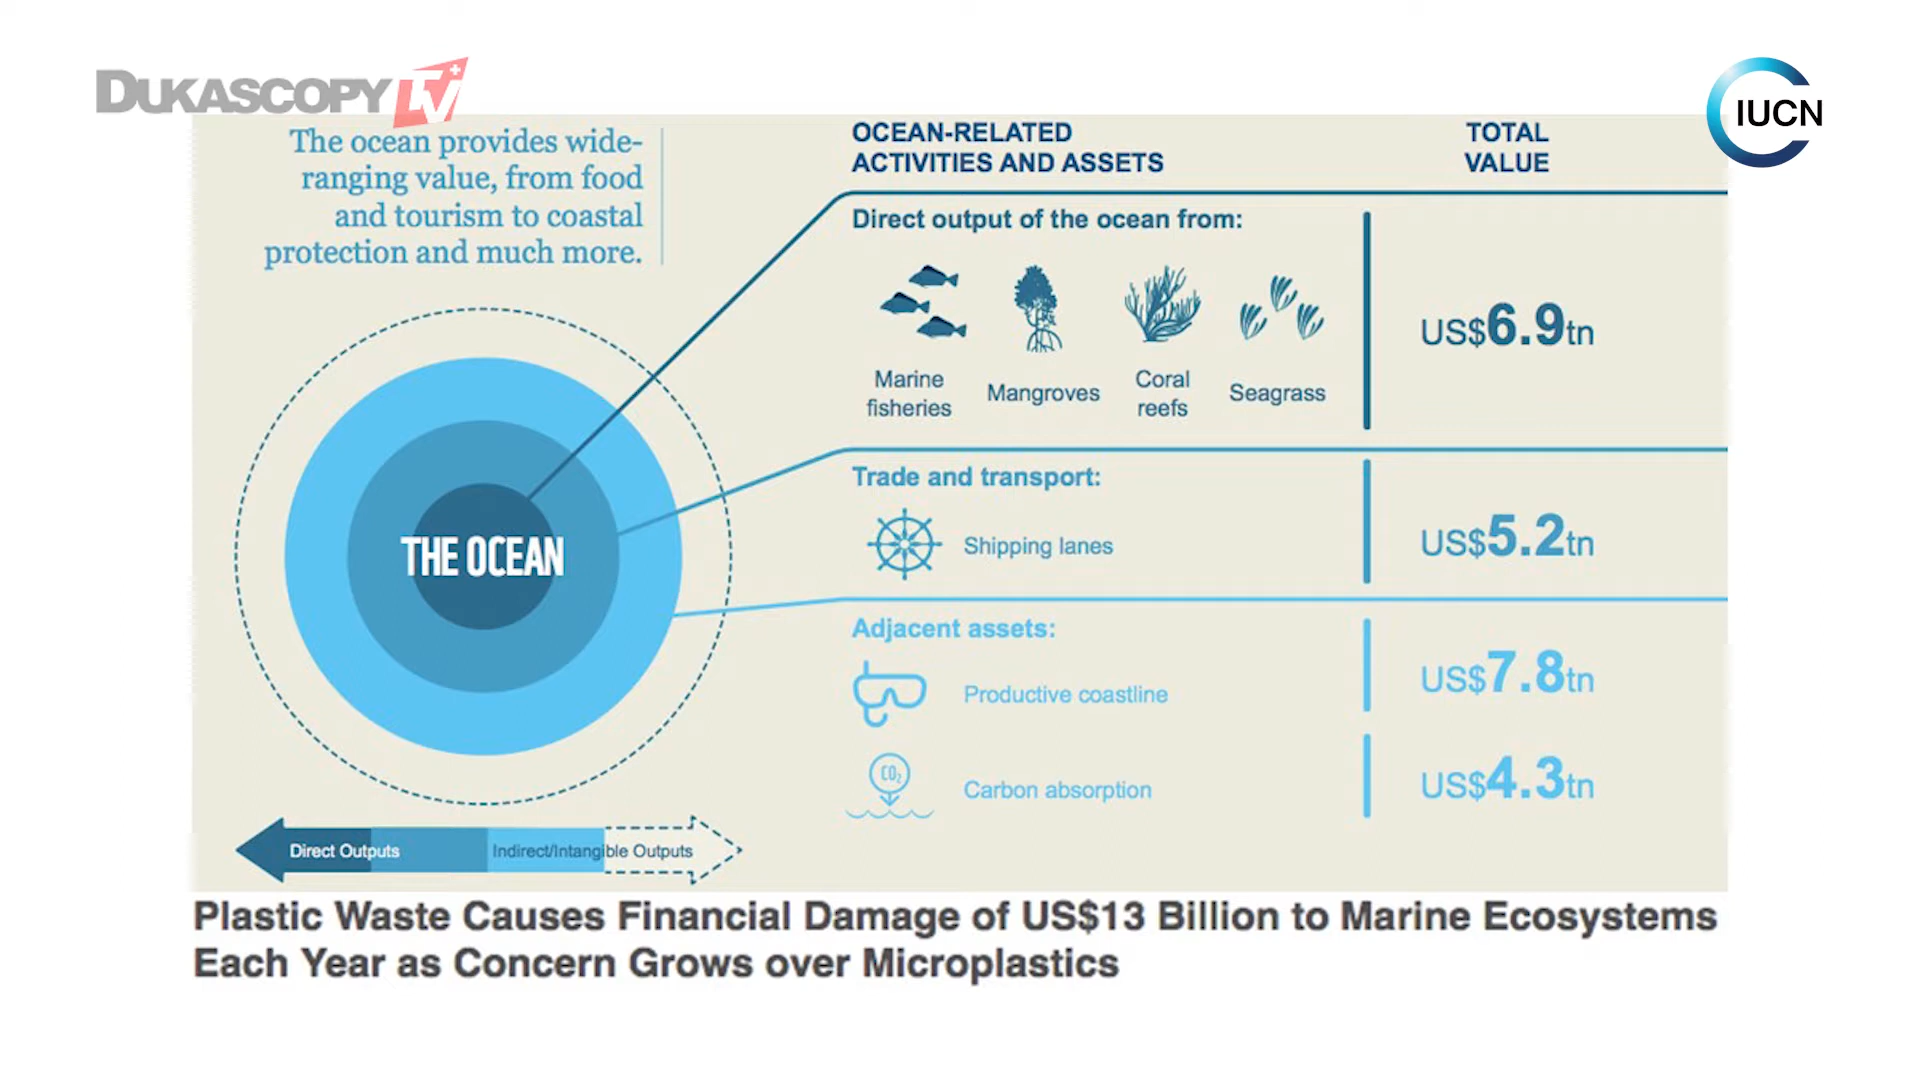 DUKASCOPY TV+
IUCN
The ocean provides wide-
ranging value, from food
and tourism to coastal
protection and much more.
OCEAN-RELATED
ACTIVITIES AND ASSETS
TOTAL
VALUE
Direct output of the ocean from:
Marine
fisheries
Mangroves
Coral
reefs
Seagrass
US$6.9tn
Trade and transport:
Shipping lanes
US$5.2tn
Adjacent assets:
Productive coastline
US$7.8tn
CO₂
Carbon absorption
US$4.3tn
THE OCEAN
Direct Outputs
Indirect/Intangible Outputs
Plastic Waste Causes Financial Damage of US$13 Billion to Marine Ecosystems
Each Year as Concern Grows over Microplastics